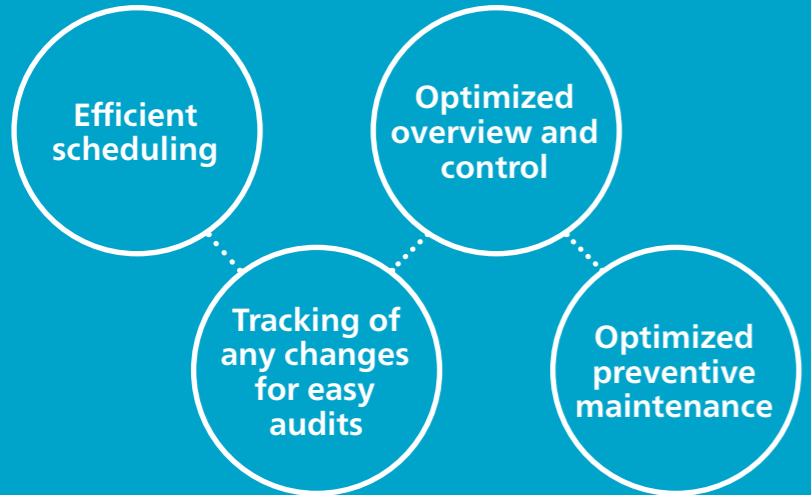 Efficient
scheduling
Optimized
overview and
control
Tracking of
any changes
for easy
audits
Optimized
preventive
maintenance